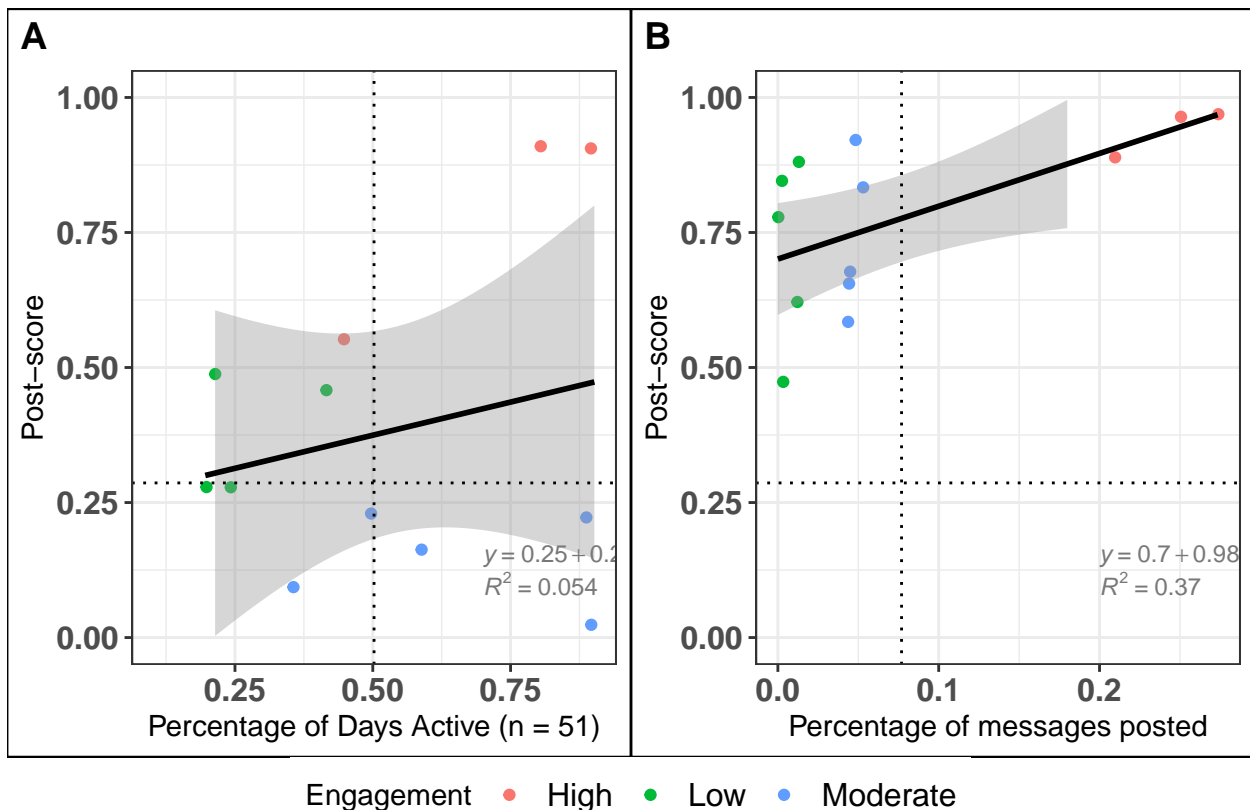 A
Post−score
1.00
0.75
0.50
0.25
0.00
y = 0.25+0.2
R² = 0.054
0.25 0.50 0.75
Percentage of Days Active (n = 51)
B
Post−score
1.00
0.75
0.50
0.25
0.00
y = 0.7+0.98
R² = 0.37
0.0 0.1 0.2
Percentage of messages posted
Engagement High Low Moderate